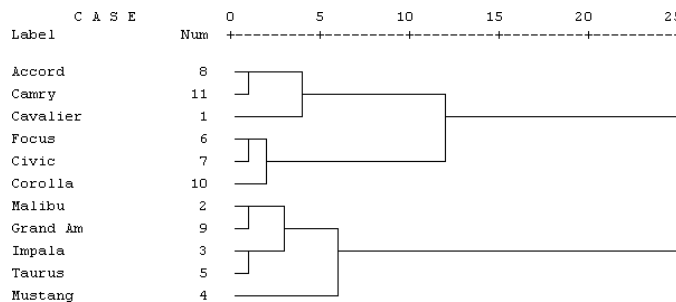 C A S E 0 5 10 15 20 25
Label Num +---------+---------+---------+---------+---------+
Accord 8
Camry 11
Cavalier 1
Focus 6
Civic 7
Corolla 10
Malibu 2
Grand Am 9
Impala 3
Taurus 5
Mustang 4